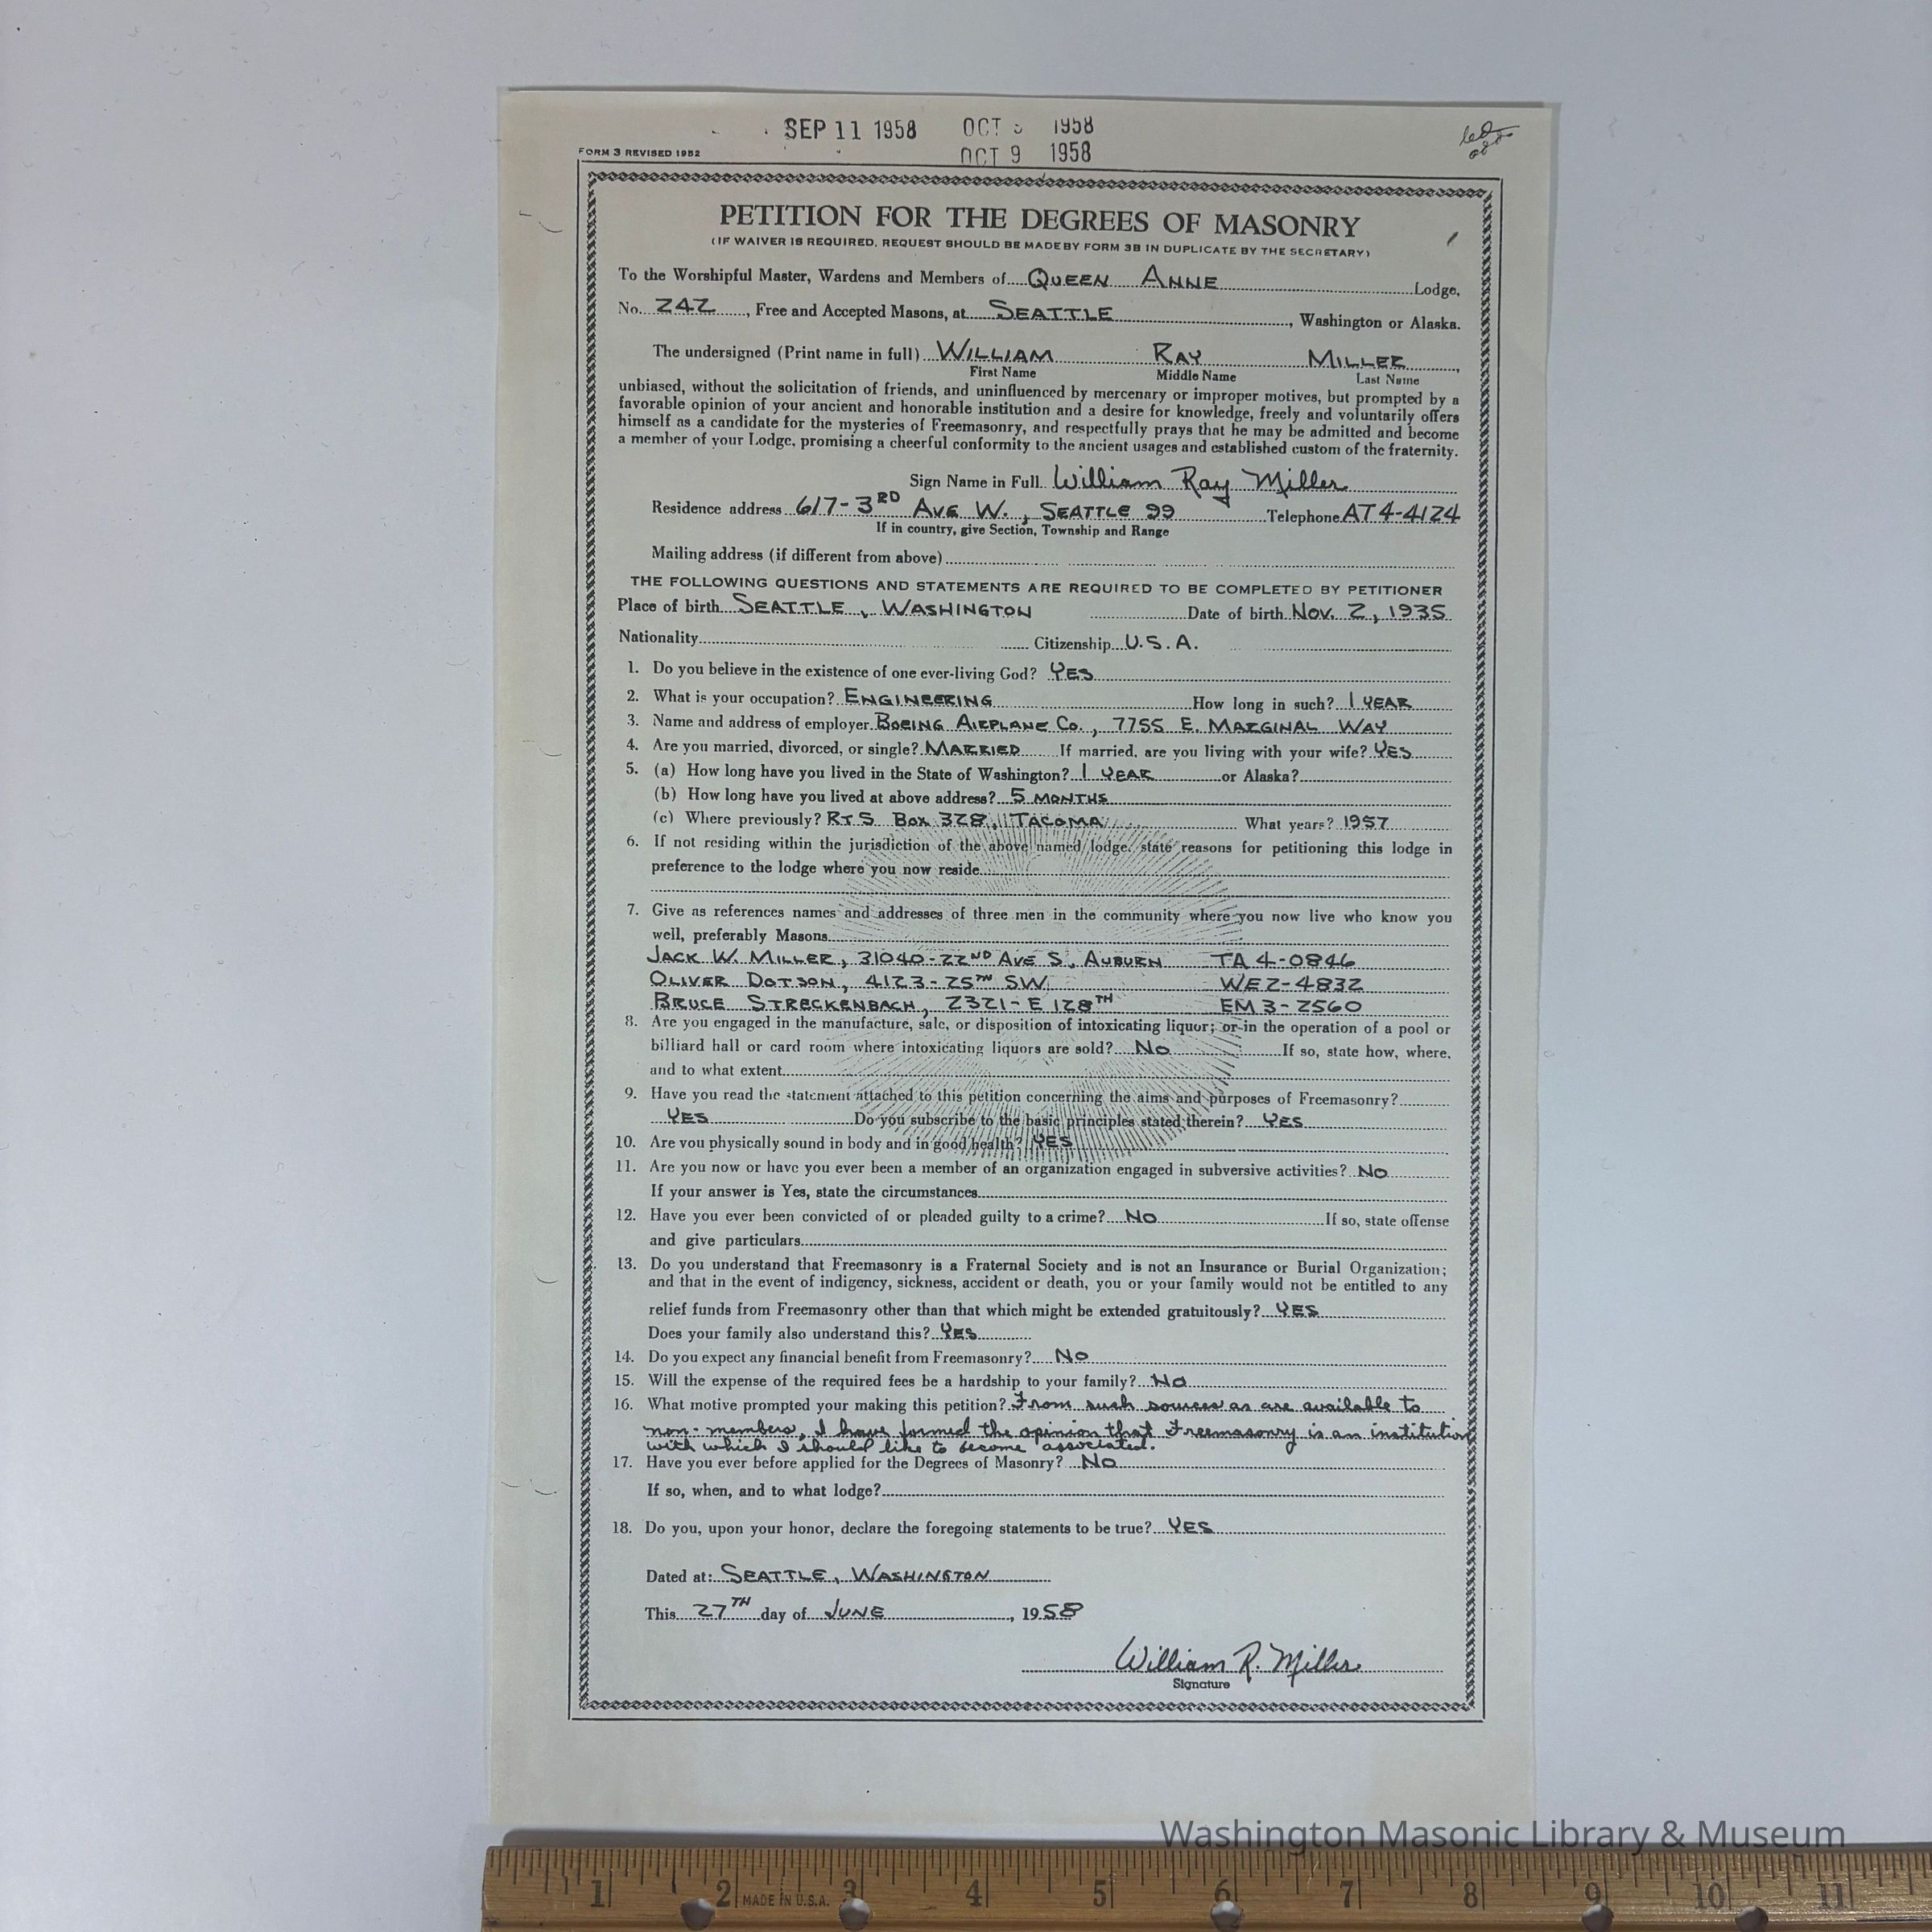 SEP 11 1958 OCT 1958
OCT 9 1958
FORM 3 REVISED 1952
PETITION FOR THE DEGREES OF MASONRY
(IF WAIVER IS REQUIRED, REQUEST SHOULD BE MADE BY FORM 3B IN DUPLICATE BY THE SECRETARY)
To the Worshipful Master, Wardens and Members of QUEEN ANNE Lodge,
No. 242, Free and Accepted Masons, at SEATTLE, Washington or Alaska.
The undersigned (Print name in full) WILLIAM RAY MILLER,
First Name Middle Name Last Name
unbiased, without the solicitation of friends, and uninfluenced by mercenary or improper motives, but prompted by a
favorable opinion of your ancient and honorable institution and a desire for knowledge, freely and voluntarily offers
himself as a candidate for the mysteries of Freemasonry, and respectfully prays that he may be admitted and become
a member of your Lodge, promising a cheerful conformity to the ancient usages and established custom of the fraternity.
Sign Name in Full William Ray Miller
Residence address 617-3RD AVE W., SEATTLE 99 Telephone AT 4-4124
If in country, give Section, Township and Range
Mailing address (if different from above)
THE FOLLOWING QUESTIONS AND STATEMENTS ARE REQUIRED TO BE COMPLETED BY PETITIONER
Place of birth SEATTLE, WASHINGTON Date of birth NOV. 2, 1935
Nationality Citizenship U.S.A.
1. Do you believe in the existence of one ever-living God? YES
2. What is your occupation? ENGINEERING How long in such? 1 YEAR
3. Name and address of employer BOEING AIRPLANE CO., 7755 E. MARGINAL WAY
4. Are you married, divorced, or single? MARRIED If married, are you living with your wife? YES
5. (a) How long have you lived in the State of Washington? 1 YEAR or Alaska?
(b) How long have you lived at above address? 5 MONTHS
(c) Where previously? RT 5 BOX 328, TACOMA What years? 1957
6. If not residing within the jurisdiction of the above named lodge, state reasons for petitioning this lodge in
preference to the lodge where you now reside
7. Give as references names and addresses of three men in the community where you now live who know you
well, preferably Masons
JACK W. MILLER, 31040-22ND AVE S, AUBURN TA 4-0846
OLIVER DOTSON, 4123-25TH SW WE 2-4832
BRUCE STRECKENBACH, 2321-E 128TH EM 3-2560
8. Are you engaged in the manufacture, sale, or disposition of intoxicating liquor; or in the operation of a pool or
billiard hall or card room where intoxicating liquors are sold? NO If so, state how, where,
and to what extent
9. Have you read the statement attached to this petition concerning the aims and purposes of Freemasonry?
YES Do you subscribe to the basic principles stated therein? YES
10. Are you physically sound in body and in good health? YES
11. Are you now or have you ever been a member of an organization engaged in subversive activities? NO
If your answer is Yes, state the circumstances
12. Have you ever been convicted of or pleaded guilty to a crime? NO If so, state offense
and give particulars
13. Do you understand that Freemasonry is a Fraternal Society and is not an Insurance or Burial Organization;
and that in the event of indigency, sickness, accident or death, you or your family would not be entitled to any
relief funds from Freemasonry other than that which might be extended gratuitously? YES
Does your family also understand this? YES
14. Do you expect any financial benefit from Freemasonry? NO
15. Will the expense of the required fees be a hardship to your family? NO
16. What motive prompted your making this petition? From such sources as are available to
non-members, I have formed the opinion that Freemasonry is an institution
with which I should like to become associated.
17. Have you ever before applied for the Degrees of Masonry? NO
If so, when, and to what lodge?
18. Do you, upon your honor, declare the foregoing statements to be true? YES
Dated at: SEATTLE, WASHINGTON
This 27TH day of JUNE, 1958
William R. Miller
Signature
Washington Masonic Library & Museum
1 2 MADE IN U.S.A. 3 4 5 6 7 8 9 10 11